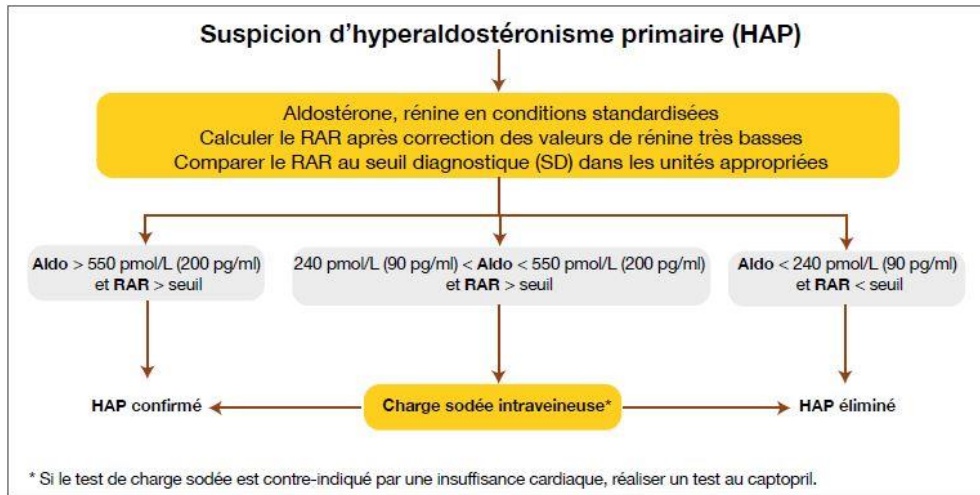 Suspicion d’hyperaldostéronisme primaire (HAP)
Aldostérone, rénine en conditions standardisées
Calculer le RAR après correction des valeurs de rénine très basses
Comparer le RAR au seuil diagnostique (SD) dans les unités appropriées
Aldo > 550 pmol/L (200 pg/ml)
et RAR > seuil
240 pmol/L (90 pg/ml) < Aldo < 550 pmol/L (200 pg/ml)
et RAR > seuil
Aldo < 240 pmol/L (90 pg/ml)
et RAR < seuil
HAP confirmé
Charge sodée intraveineuse*
HAP éliminé
* Si le test de charge sodée est contre-indiqué par une insuffisance cardiaque, réaliser un test au captopril.